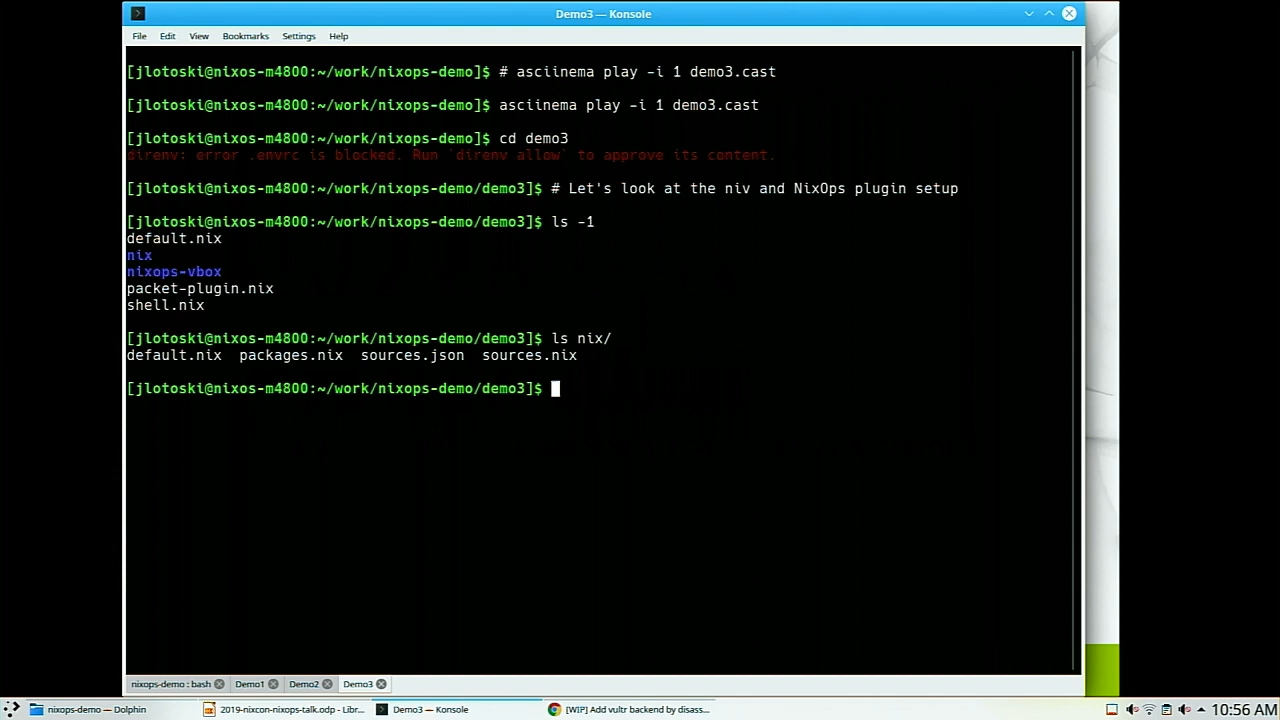 Demo3 — Konsole
File Edit View Bookmarks Settings Help
[jlotoski@nixos-m4800:~/work/nixops-demo]$ # asciinema play -i 1 demo3.cast
[jlotoski@nixos-m4800:~/work/nixops-demo]$ asciinema play -i 1 demo3.cast
[jlotoski@nixos-m4800:~/work/nixops-demo]$ cd demo3
direnv: error .envrc is blocked. Run `direnv allow` to approve its content.
[jlotoski@nixos-m4800:~/work/nixops-demo/demo3]$ # Let's look at the niv and NixOps plugin setup
[jlotoski@nixos-m4800:~/work/nixops-demo/demo3]$ ls -1
default.nix
nix
nixops-vbox
packet-plugin.nix
shell.nix
[jlotoski@nixos-m4800:~/work/nixops-demo/demo3]$ ls nix/
default.nix packages.nix sources.json sources.nix
[jlotoski@nixos-m4800:~/work/nixops-demo/demo3]$
nixops-demo : bash Demo1 Demo2 Demo3
nixops-demo — Dolphin 2019-nixcon-nixops-talk.odp - Libr... Demo3 — Konsole [WIP] Add vultr backend by disass... 10:56 AM